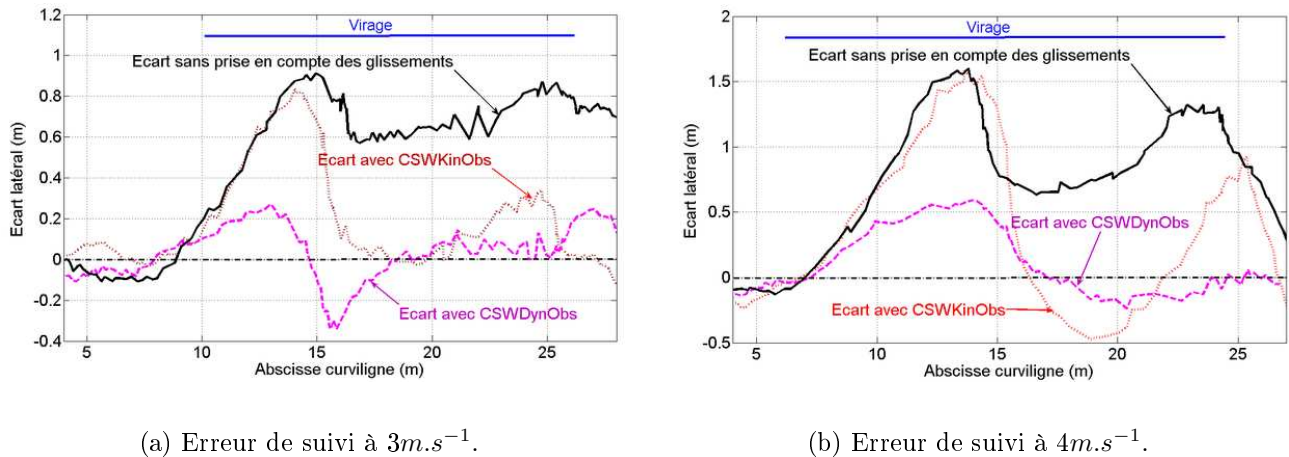 1.2
1
0.8
0.6
0.4
0.2
0
-0.2
-0.4
Ecart latéral (m)
Virage
Ecart sans prise en compte des glissements
Ecart avec CSWKinObs
Ecart avec CSWDynObs
5
10
15
20
25
Abscisse curviligne (m)
(a) Erreur de suivi à 3m.s⁻¹.
2
1.5
1
0.5
0
-0.5
Ecart latéral (m)
Virage
Ecart sans prise en compte des glissements
Ecart avec CSWDynObs
Ecart avec CSWKinObs
5
10
15
20
25
Abscisse curviligne (m)
(b) Erreur de suivi à 4m.s⁻¹.